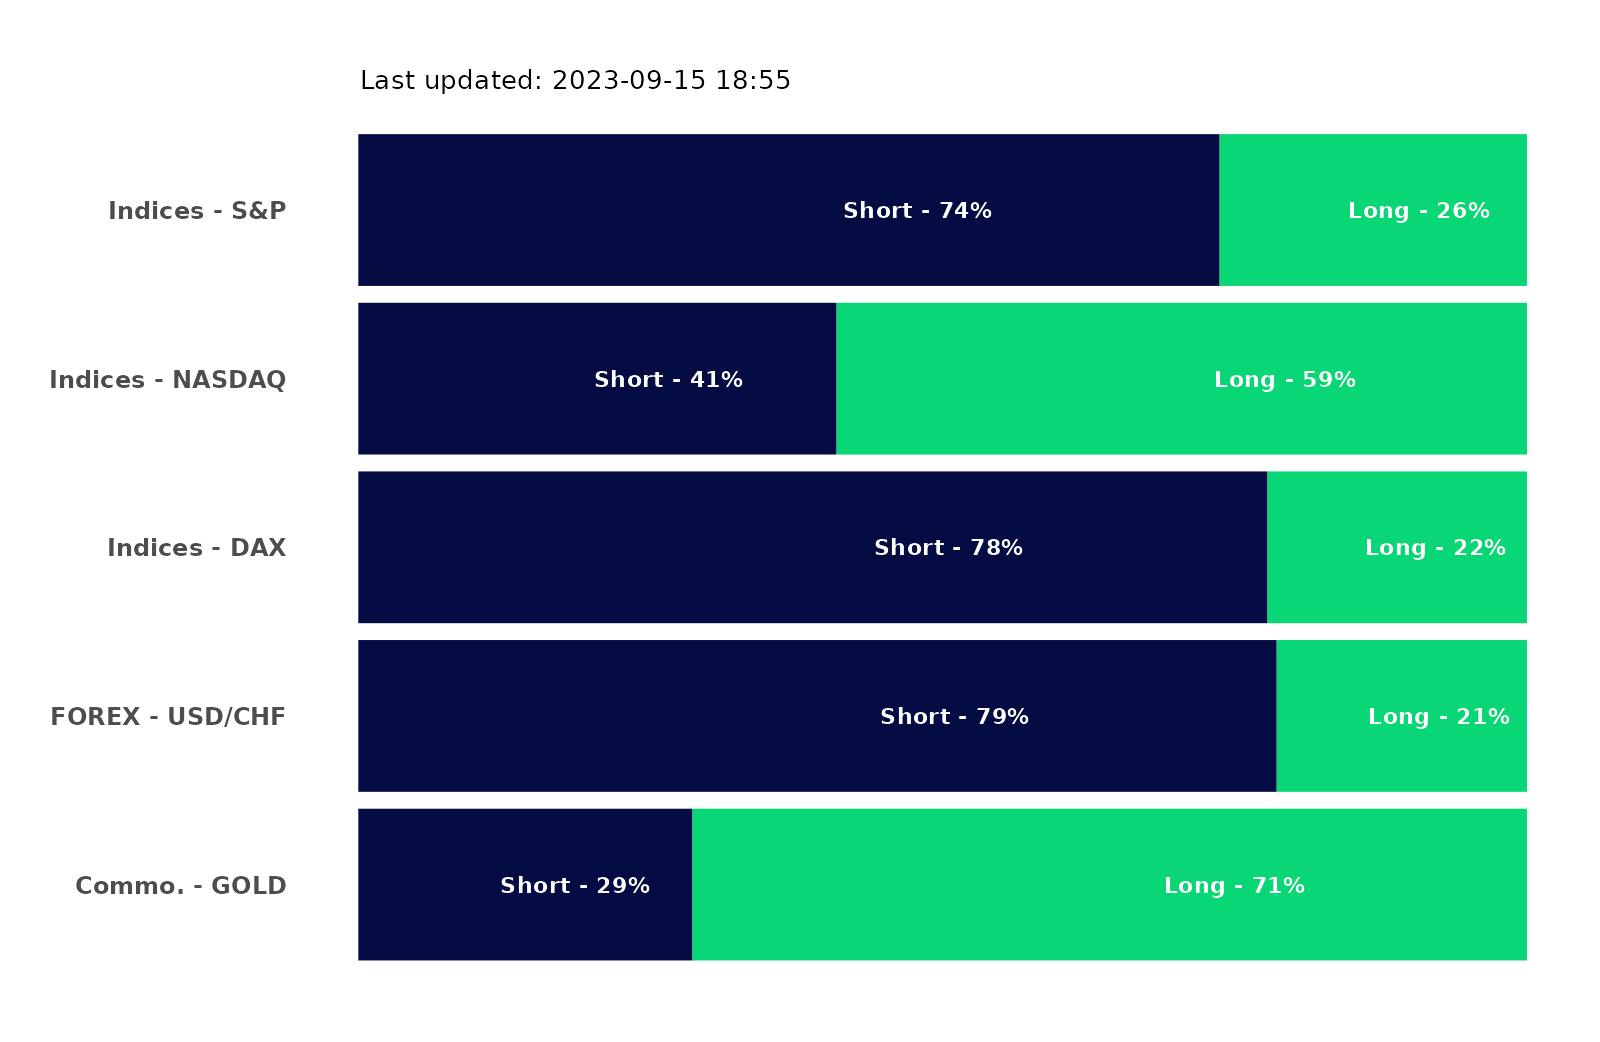 Last updated: 2023-09-15 18:55
Indices - S&P Short - 74% Long - 26%
Indices - NASDAQ Short - 41% Long - 59%
Indices - DAX Short - 78% Long - 22%
FOREX - USD/CHF Short - 79% Long - 21%
Commo. - GOLD Short - 29% Long - 71%